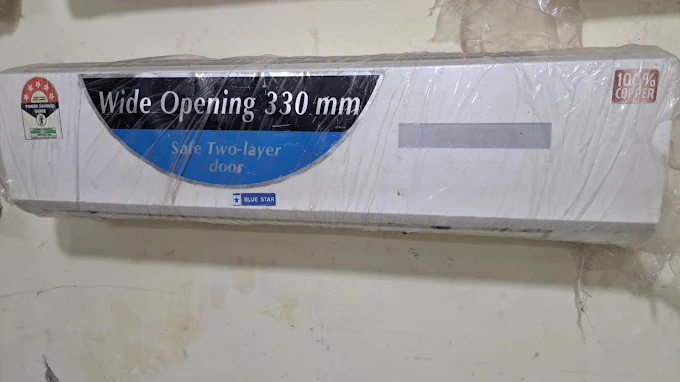 Wide Opening 330 mm
Safe Two-layer
door
BLUE STAR
100%
COPPER
POWER SAVINGS
GUIDE